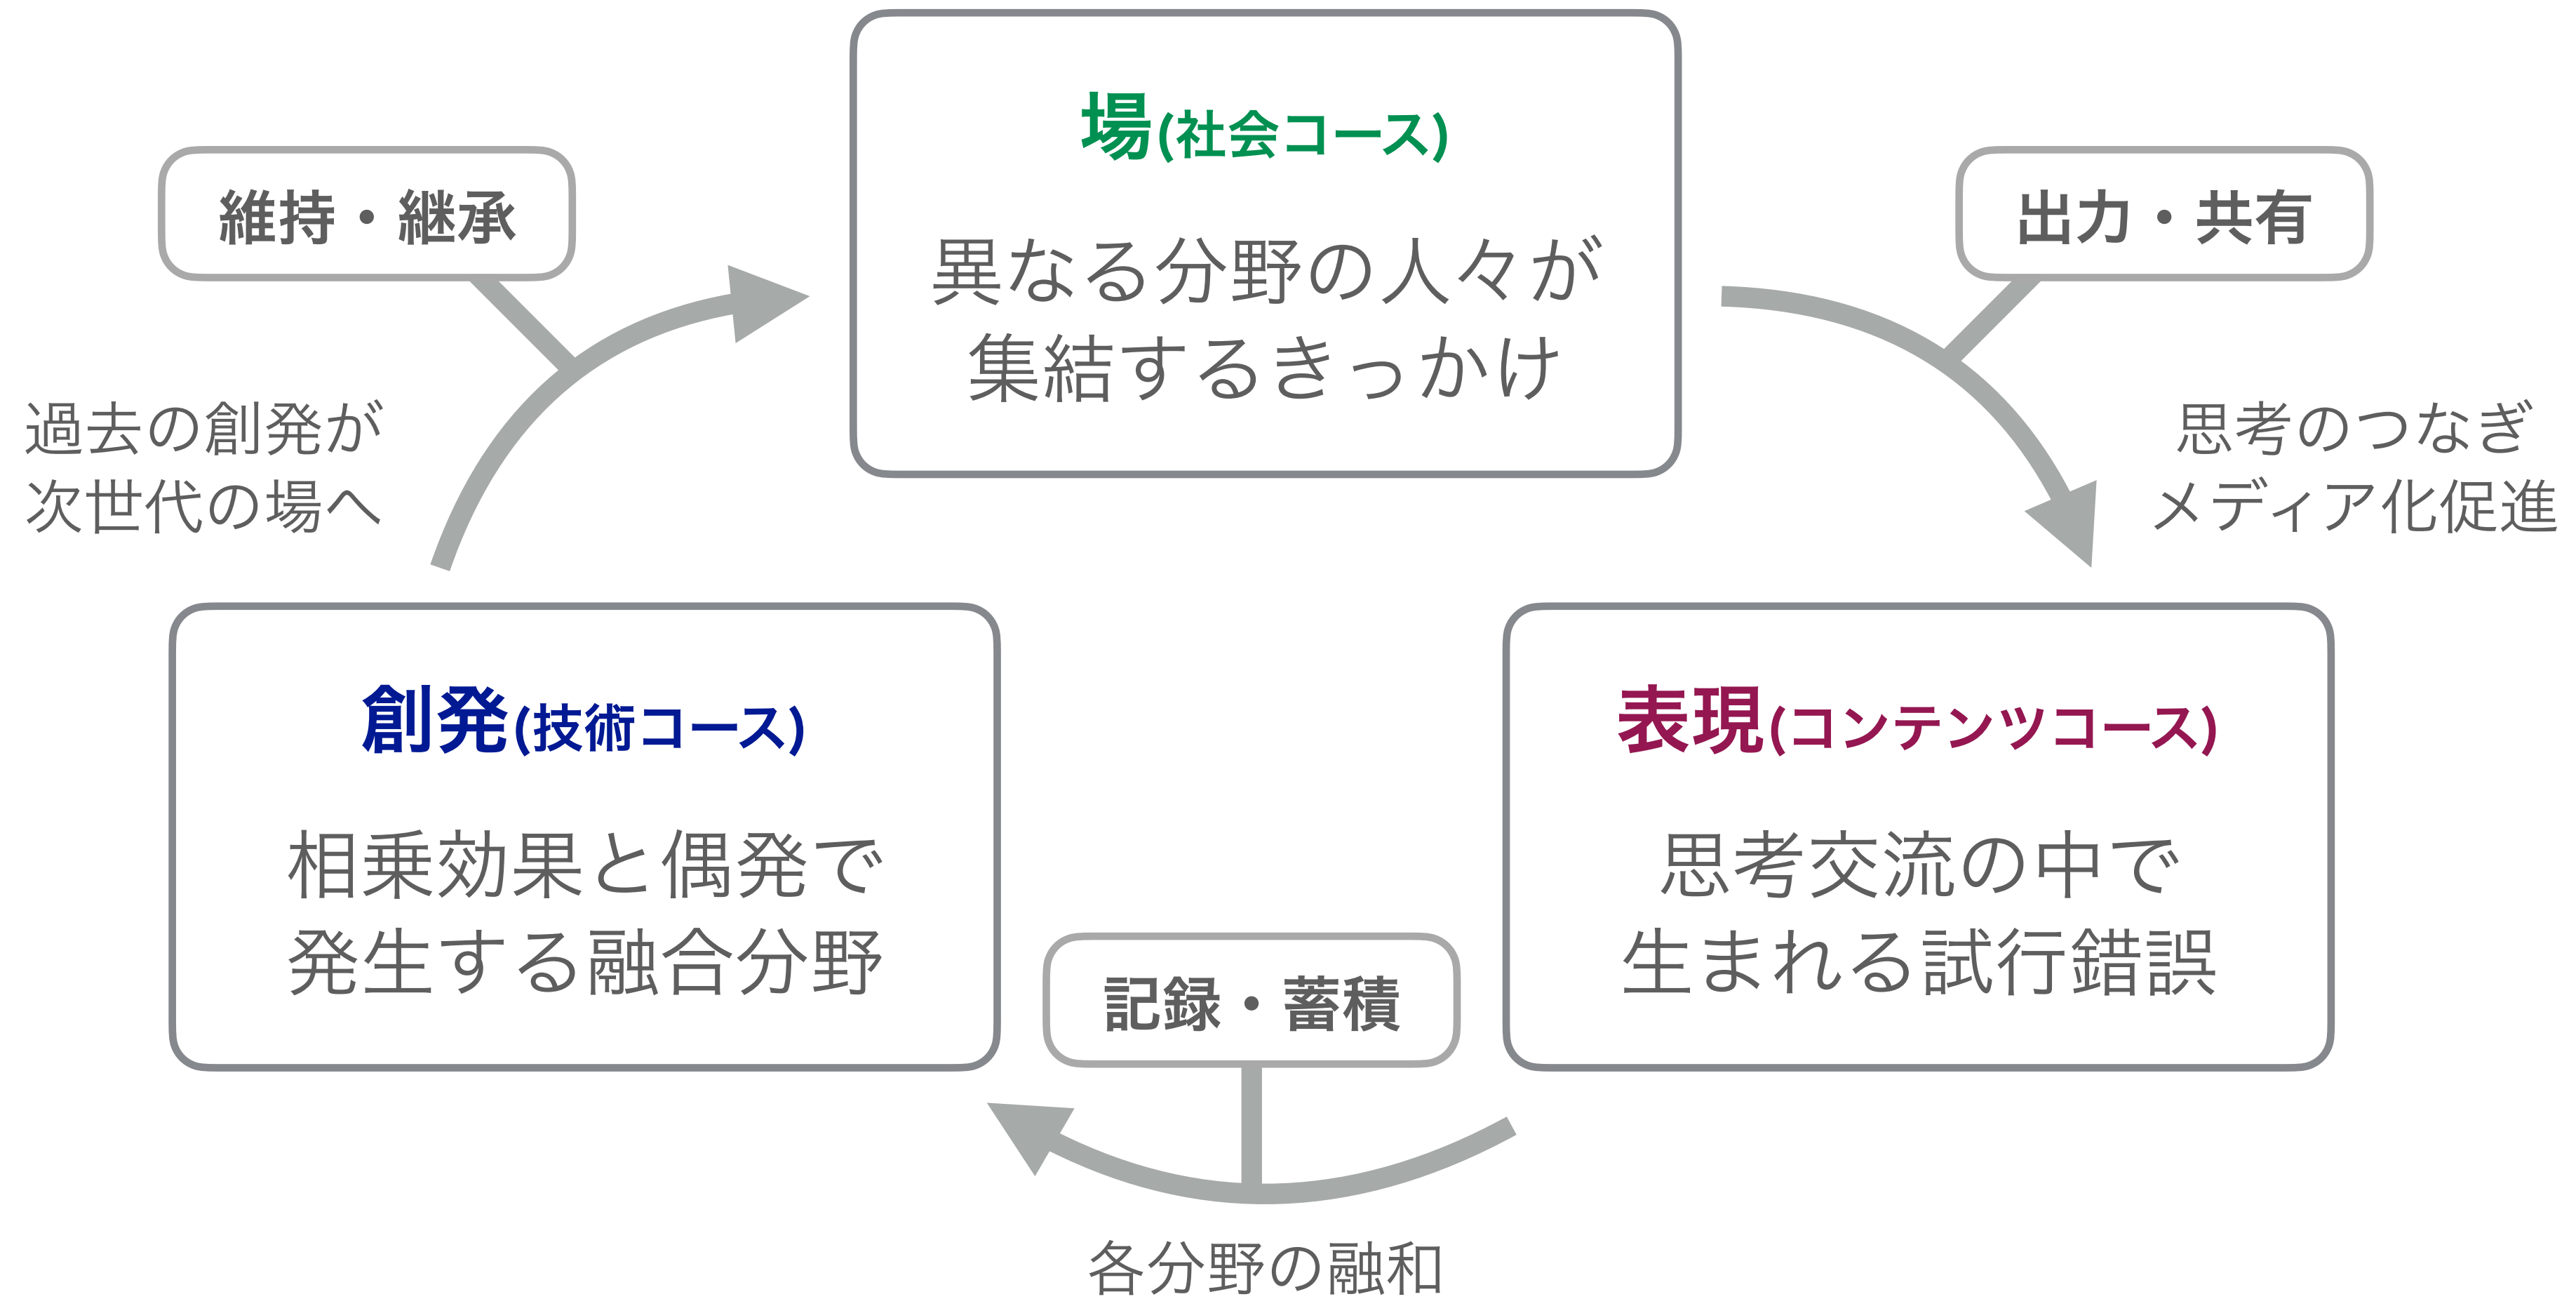 場(社会コース)
異なる分野の人々が
集結するきっかけ
出力・共有
思考のつなぎ
メディア化促進
表現(コンテンツコース)
思考交流の中で
生まれる試行錯誤
記録・蓄積
各分野の融和
創発(技術コース)
相乗効果と偶発で
発生する融合分野
維持・継承
過去の創発が
次世代の場へ